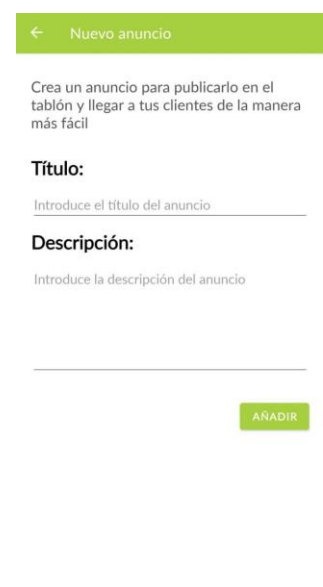 Nuevo anuncio
Crea un anuncio para publicarlo en el
tablón y llegar a tus clientes de la manera
más fácil
Título:
Introduce el título del anuncio
Descripción:
Introduce la descripción del anuncio
AÑADIR